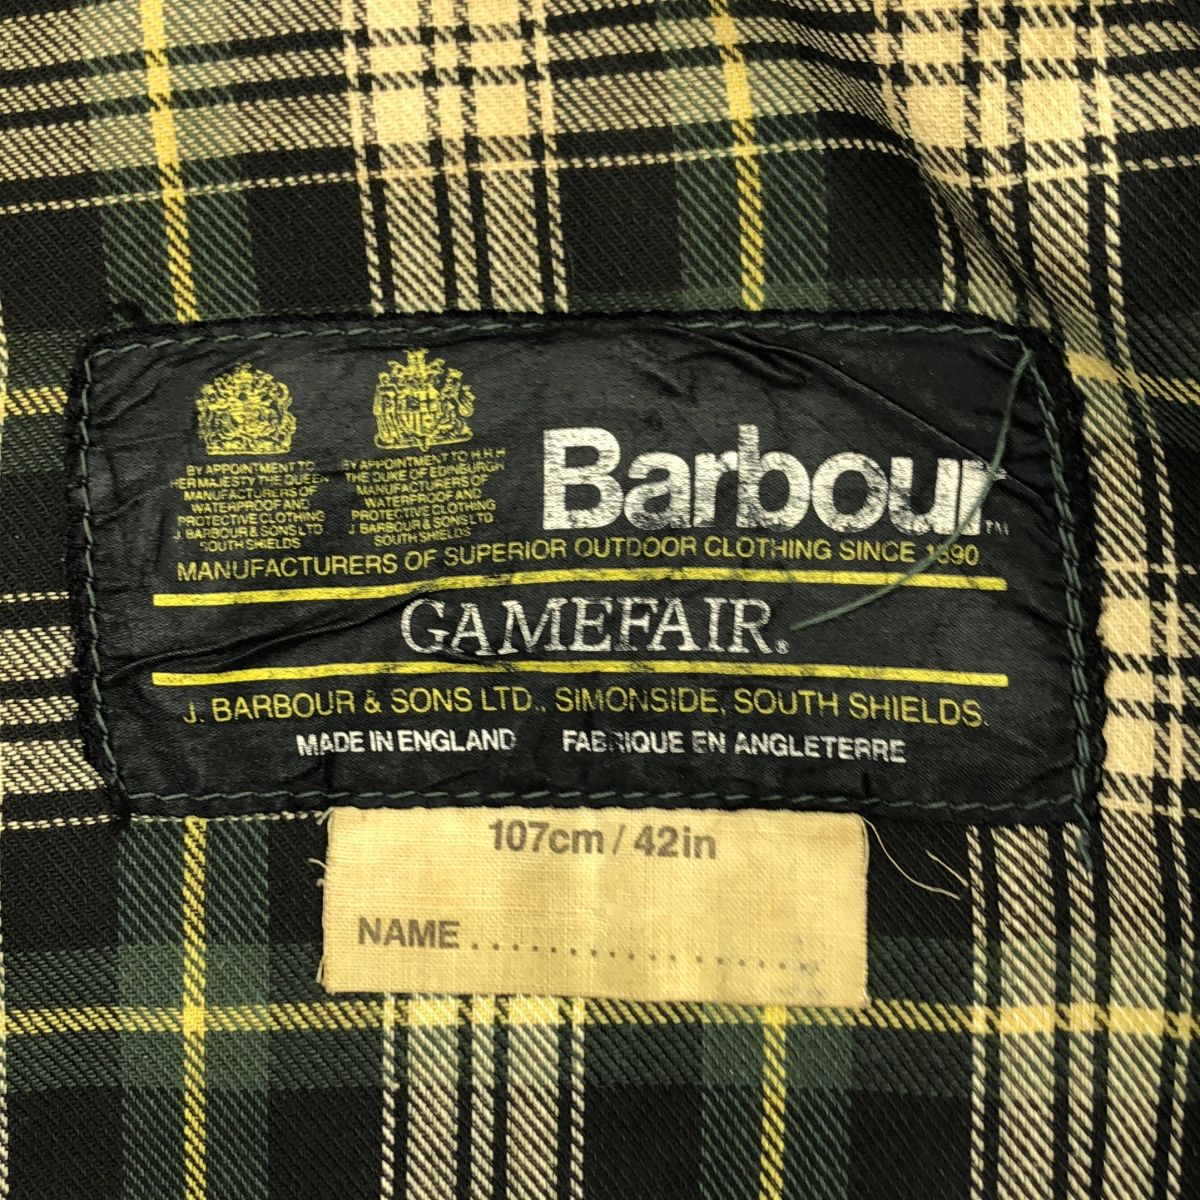 BY APPOINTMENT TO
HER MAJESTY THE QUEEN
MANUFACTURERS OF
WATERPROOF AND
PROTECTIVE CLOTHING
J BARBOUR & SONS LTD
SOUTH SHIELDS
BY APPOINTMENT TO H.R.H
THE DUKE OF EDINBURGH
MANUFACTURERS OF
WATERPROOF AND
PROTECTIVE CLOTHING
J BARBOUR & SONS LTD
SOUTH SHIELDS
Barbour™
MANUFACTURERS OF SUPERIOR OUTDOOR CLOTHING SINCE 1890.
GAMEFAIR®
J. BARBOUR & SONS LTD., SIMONSIDE, SOUTH SHIELDS.
MADE IN ENGLAND FABRIQUE EN ANGLETERRE
107cm / 42in
NAME..................